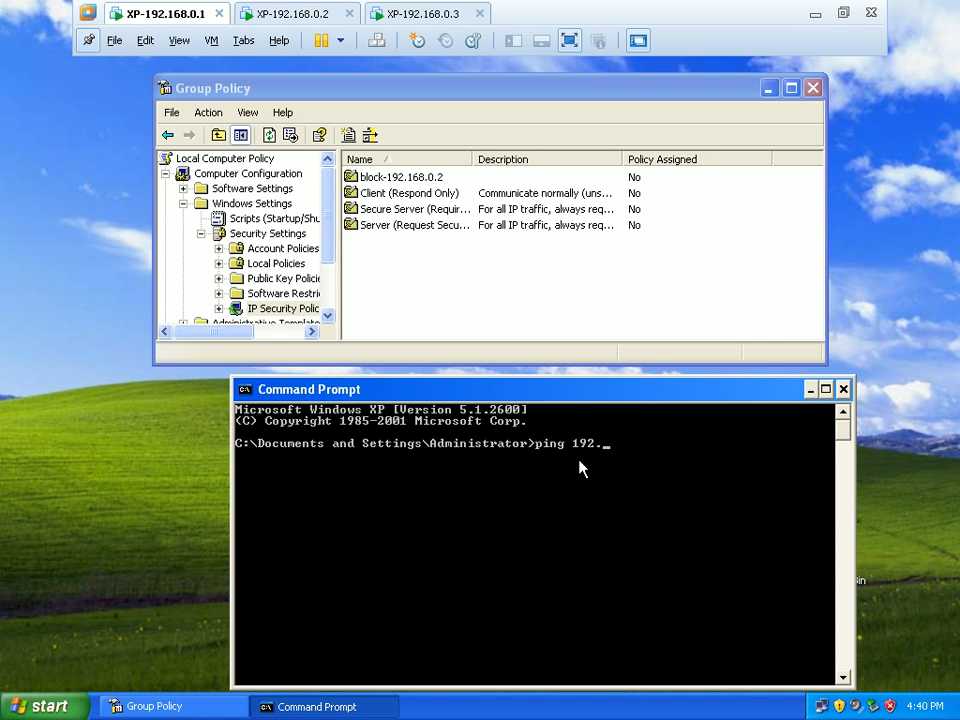 XP-192.168.0.1 XP-192.168.0.2 XP-192.168.0.3
File Edit View VM Tabs Help
Group Policy
File Action View Help
Local Computer Policy
Computer Configuration
Software Settings
Windows Settings
Scripts (Startup/Shu
Security Settings
Account Policies
Local Policies
Public Key Policie
Software Restri
IP Security Polic
Administrative Template
Name Description Policy Assigned
block-192.168.0.2 No
Client (Respond Only) Communicate normally (uns... No
Secure Server (Requir... For all IP traffic, always req... No
Server (Request Secu... For all IP traffic, always req... No
C:\ Command Prompt
Microsoft Windows XP [Version 5.1.2600]
(C) Copyright 1985-2001 Microsoft Corp.
C:\Documents and Settings\Administrator>ping 192._
start Group Policy C:\ Command Prompt 4:40 PM